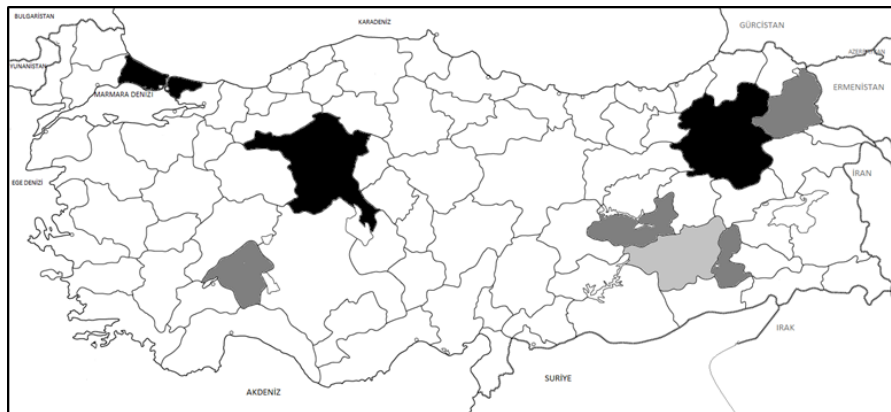 BULGARİSTAN
KARADENİZ
GÜRCİSTAN
YUNANİSTAN
AZERBAYCAN
MARMARA DENİZİ
ERMENİSTAN
İRAN
EGE DENİZİ
IRAK
SURİYE
AKDENİZ